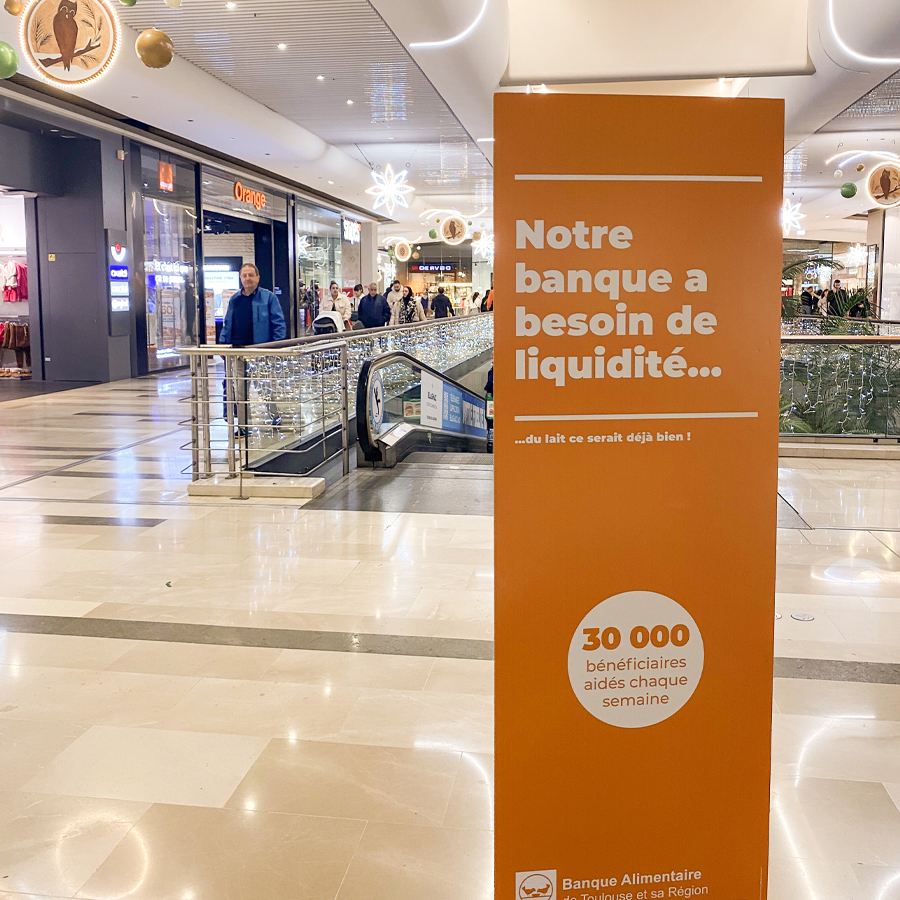 Orange
DERVBO
Notre
banque a
besoin de
liquidité...
...du lait ce serait déjà bien !
30 000
bénéficiaires
aidés chaque
semaine
Banque Alimentaire
de Toulouse et sa Région